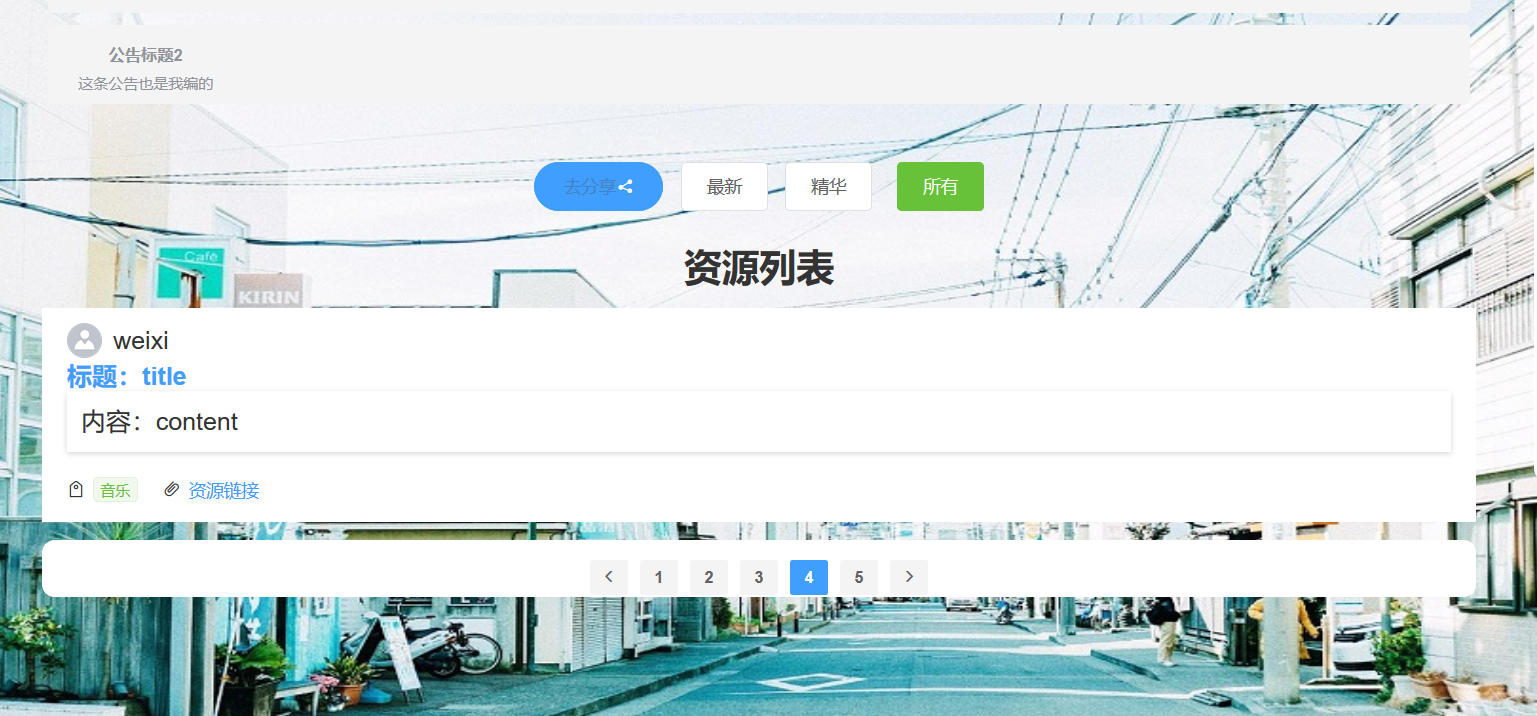 公告标题2
这条公告也是我编的
去分享
最新
精华
所有
Café
KIRIN
资源列表
weixi
标题：title
内容：content
音乐
资源链接
1
2
3
4
5